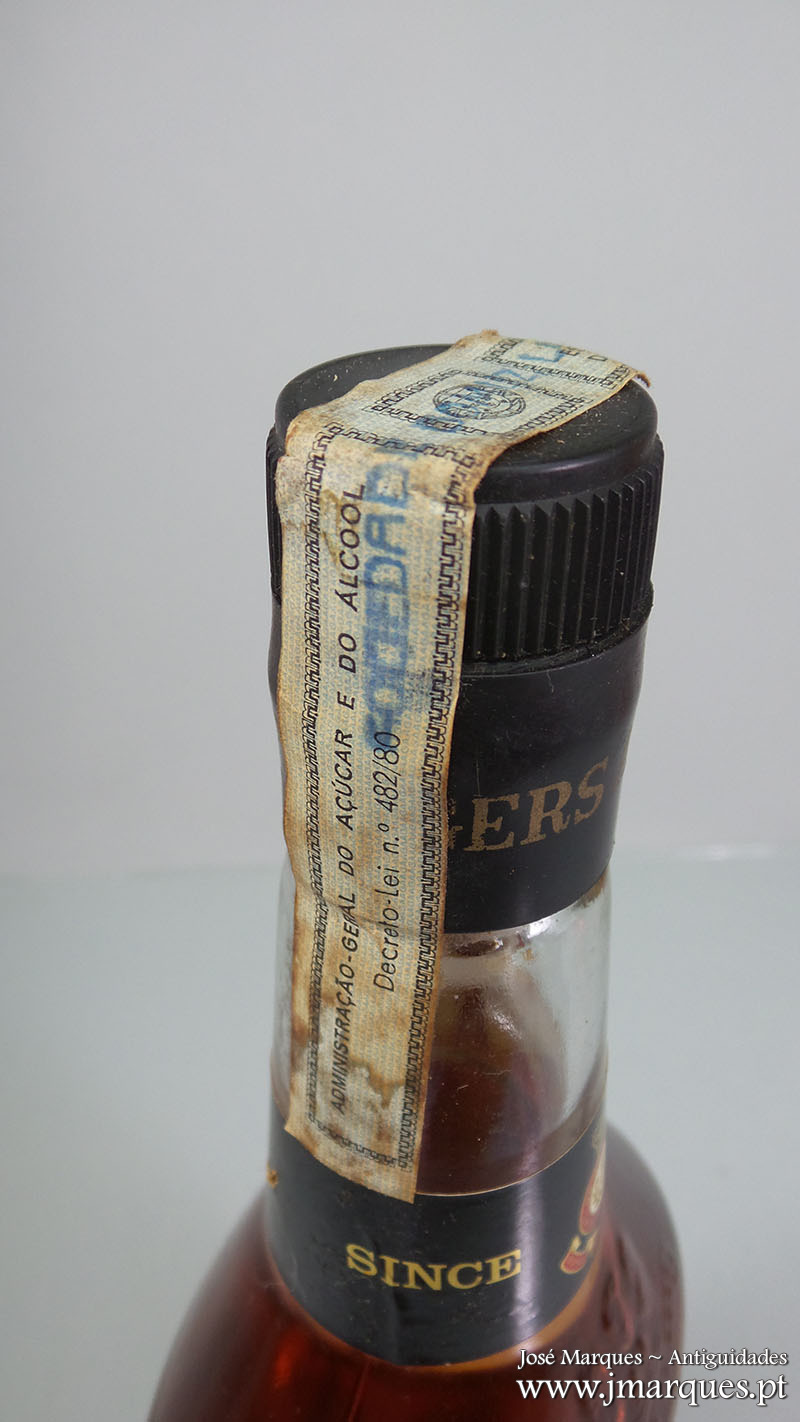 ADMINISTRAÇÃO-GERAL DO AÇÚCAR E DO ÁLCOOL
Decreto-Lei n.º 482/80
GERS
SINCE
José Marques ~ Antiguidades
www.jmarques.pt